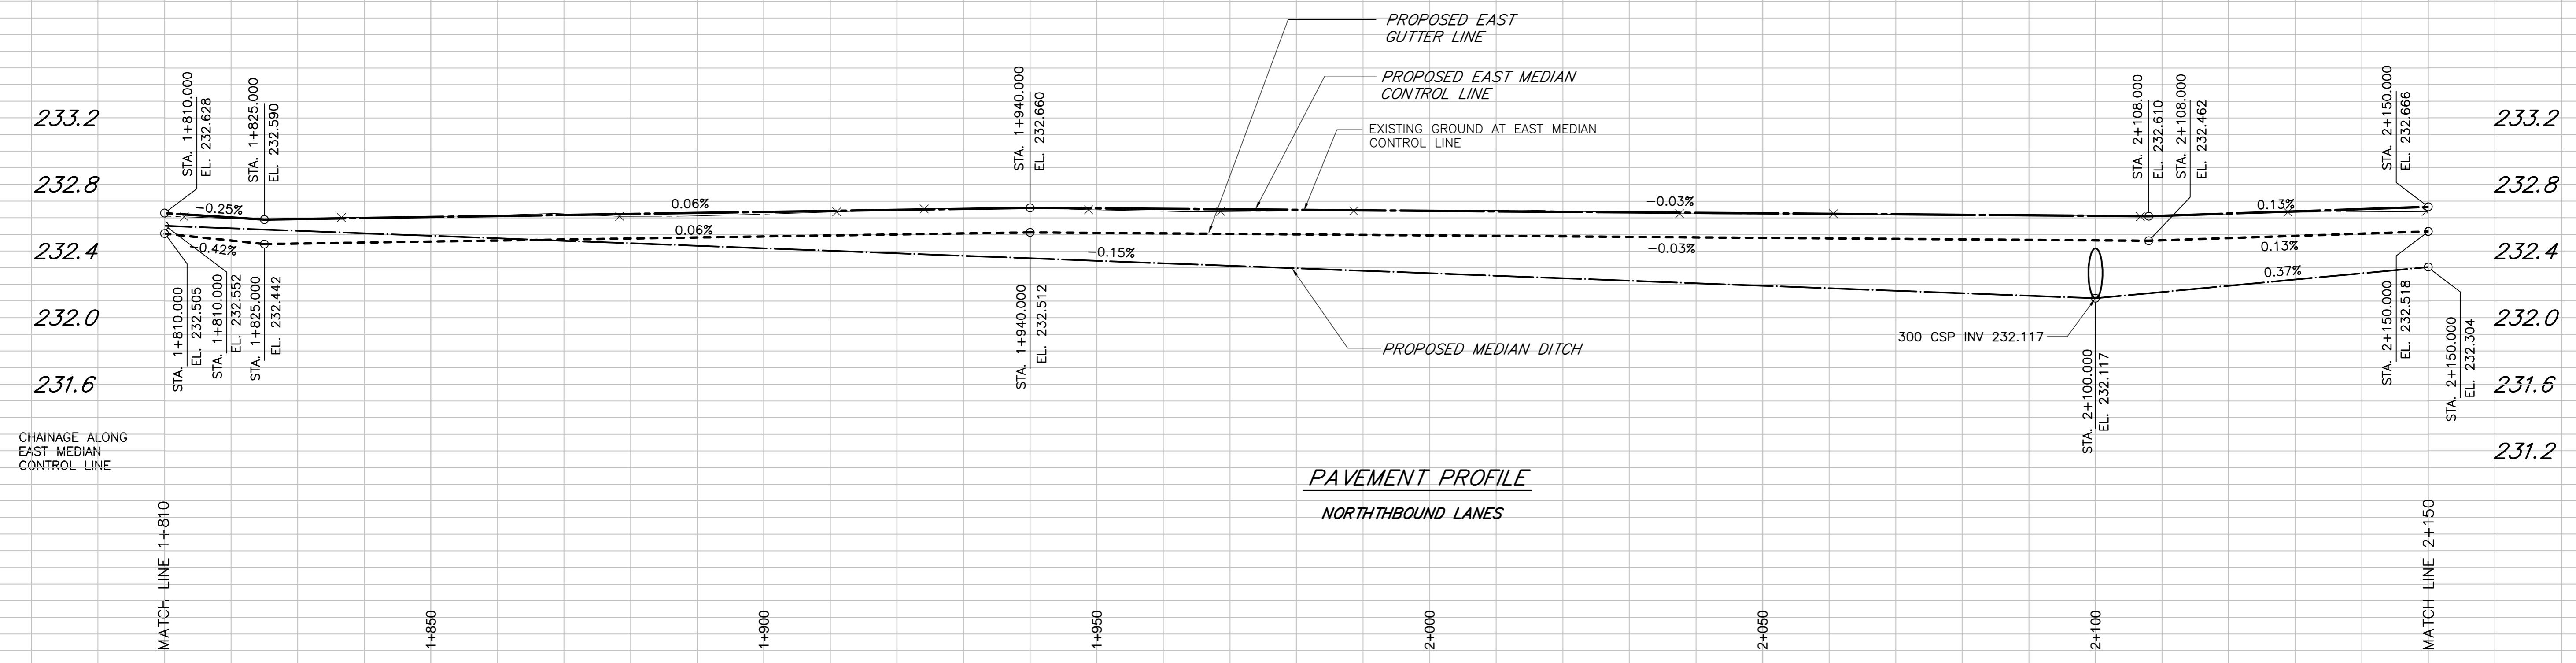 PROPOSED EAST
GUTTER LINE
PROPOSED EAST MEDIAN
CONTROL LINE
EXISTING GROUND AT EAST MEDIAN
CONTROL LINE
233.2
232.8
232.4
232.0
231.6
STA. 1+810.000
EL. 232.628
STA. 1+825.000
EL. 232.590
STA. 1+940.000
EL. 232.660
STA. 2+108.000
EL. 232.610
STA. 2+108.000
EL. 232.462
STA. 2+150.000
EL. 232.666
233.2
232.8
232.4
232.0
231.6
231.2
-0.25%
0.06%
-0.03%
0.13%
-0.42%
0.06%
-0.15%
-0.03%
0.13%
0.37%
STA. 1+810.000
EL. 232.505
STA. 1+810.000
EL. 232.552
STA. 1+825.000
EL. 232.442
STA. 1+940.000
EL. 232.512
PROPOSED MEDIAN DITCH
300 CSP INV 232.117
STA. 2+100.000
EL. 232.117
STA. 2+150.000
EL. 232.518
STA. 2+150.000
EL. 232.304
CHAINAGE ALONG
EAST MEDIAN
CONTROL LINE
PAVEMENT PROFILE
NORTHTHBOUND LANES
MATCH LINE 1+810
1+850
1+900
1+950
2+000
2+050
2+100
MATCH LINE 2+150